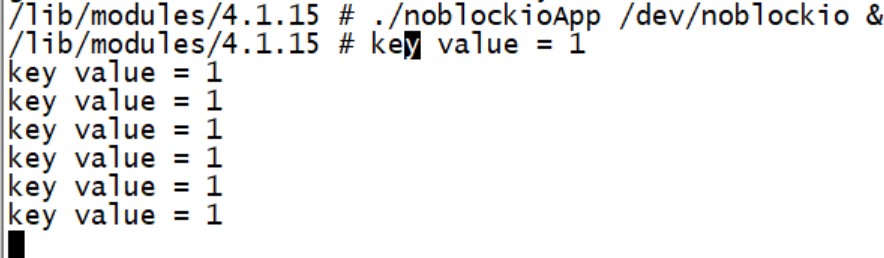 /lib/modules/4.1.15 # ./noblockioApp /dev/noblockio &
/lib/modules/4.1.15 # key value = 1
key value = 1
key value = 1
key value = 1
key value = 1
key value = 1
key value = 1